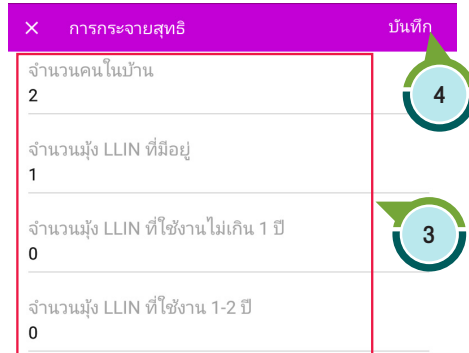 × การกระจายสุทธิ บันทึก
จำนวนคนในบ้าน
2
4
จำนวนมุ้ง LLIN ที่มีอยู่
1
จำนวนมุ้ง LLIN ที่ใช้งานไม่เกิน 1 ปี
0
3
จำนวนมุ้ง LLIN ที่ใช้งาน 1-2 ปี
0